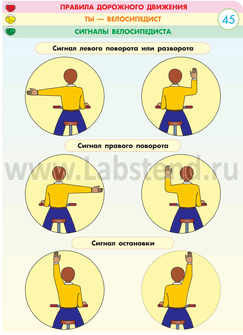 ПРАВИЛА ДОРОЖНОГО ДВИЖЕНИЯ
ТЫ — ВЕЛОСИПЕДИСТ
45
СИГНАЛЫ ВЕЛОСИПЕДИСТА
Сигнал левого поворота или разворота
Сигнал правого поворота
www.Labstend.ru
Сигнал остановки